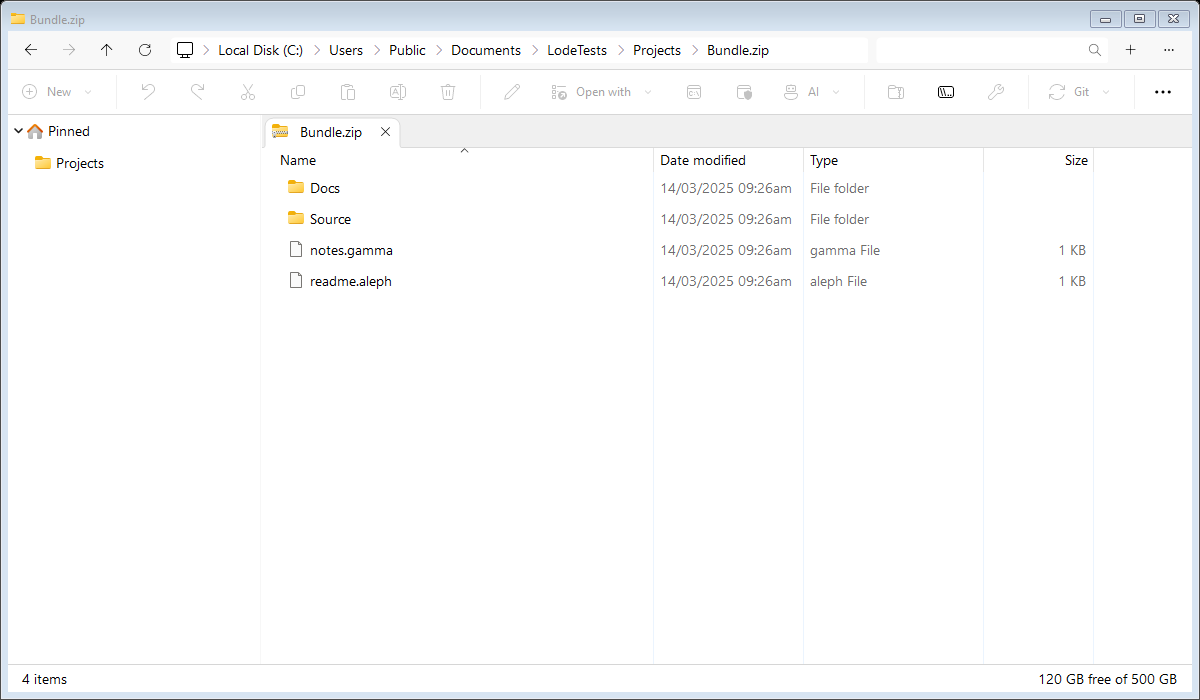 Bundle.zip
Local Disk (C:) Users Public Documents LodeTests Projects Bundle.zip
New Open with AI Git
Pinned
Projects
Bundle.zip
Name Date modified Type Size
Docs 14/03/2025 09:26am File folder
Source 14/03/2025 09:26am File folder
notes.gamma 14/03/2025 09:26am gamma File 1 KB
readme.aleph 14/03/2025 09:26am aleph File 1 KB
4 items 120 GB free of 500 GB